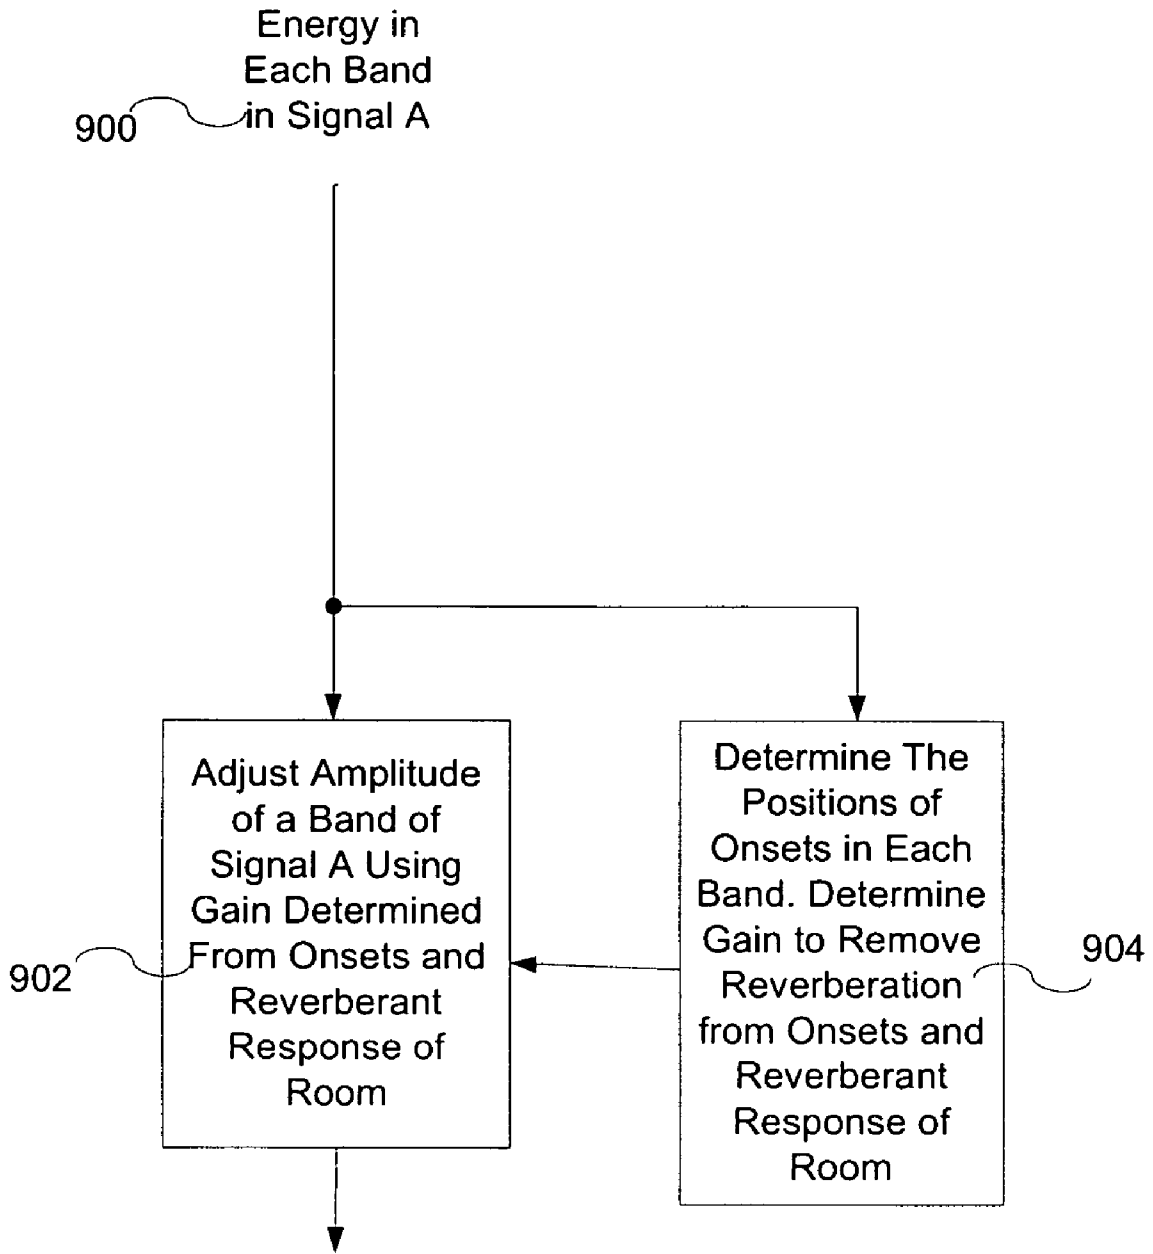 Energy in
Each Band
in Signal A
900
Adjust Amplitude
of a Band of
Signal A Using
Gain Determined
From Onsets and
Reverberant
Response of
Room
902
Determine The
Positions of
Onsets in Each
Band. Determine
Gain to Remove
Reverberation
from Onsets and
Reverberant
Response of
Room
904